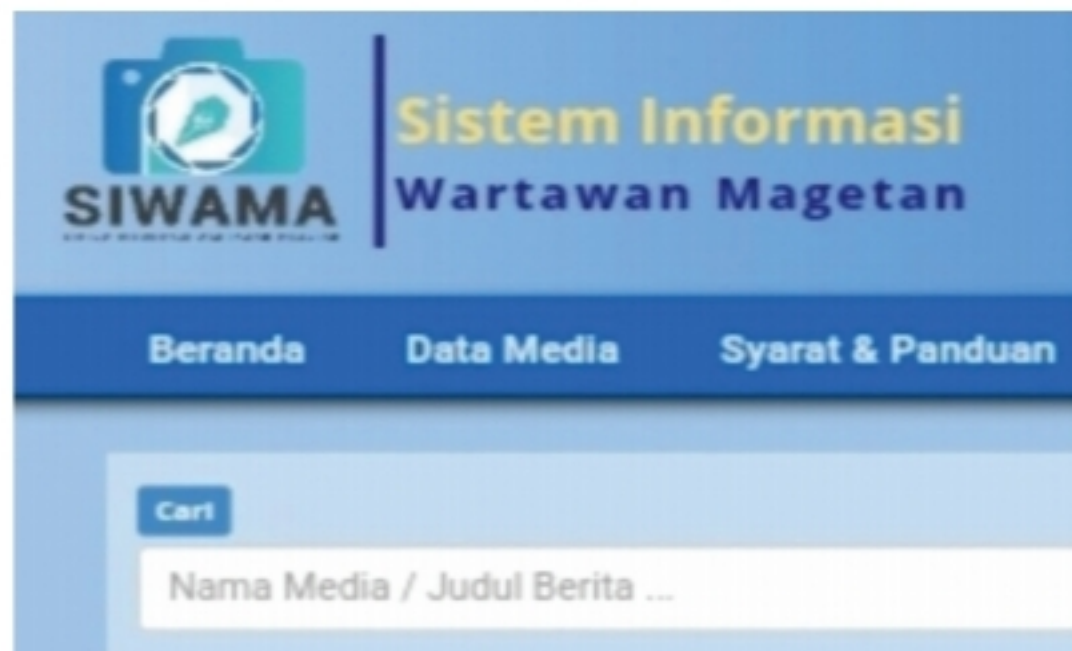 SIWAMA
Sistem Informasi
Wartawan Magetan
Beranda Data Media Syarat & Panduan
Cari
Nama Media / Judul Berita ...